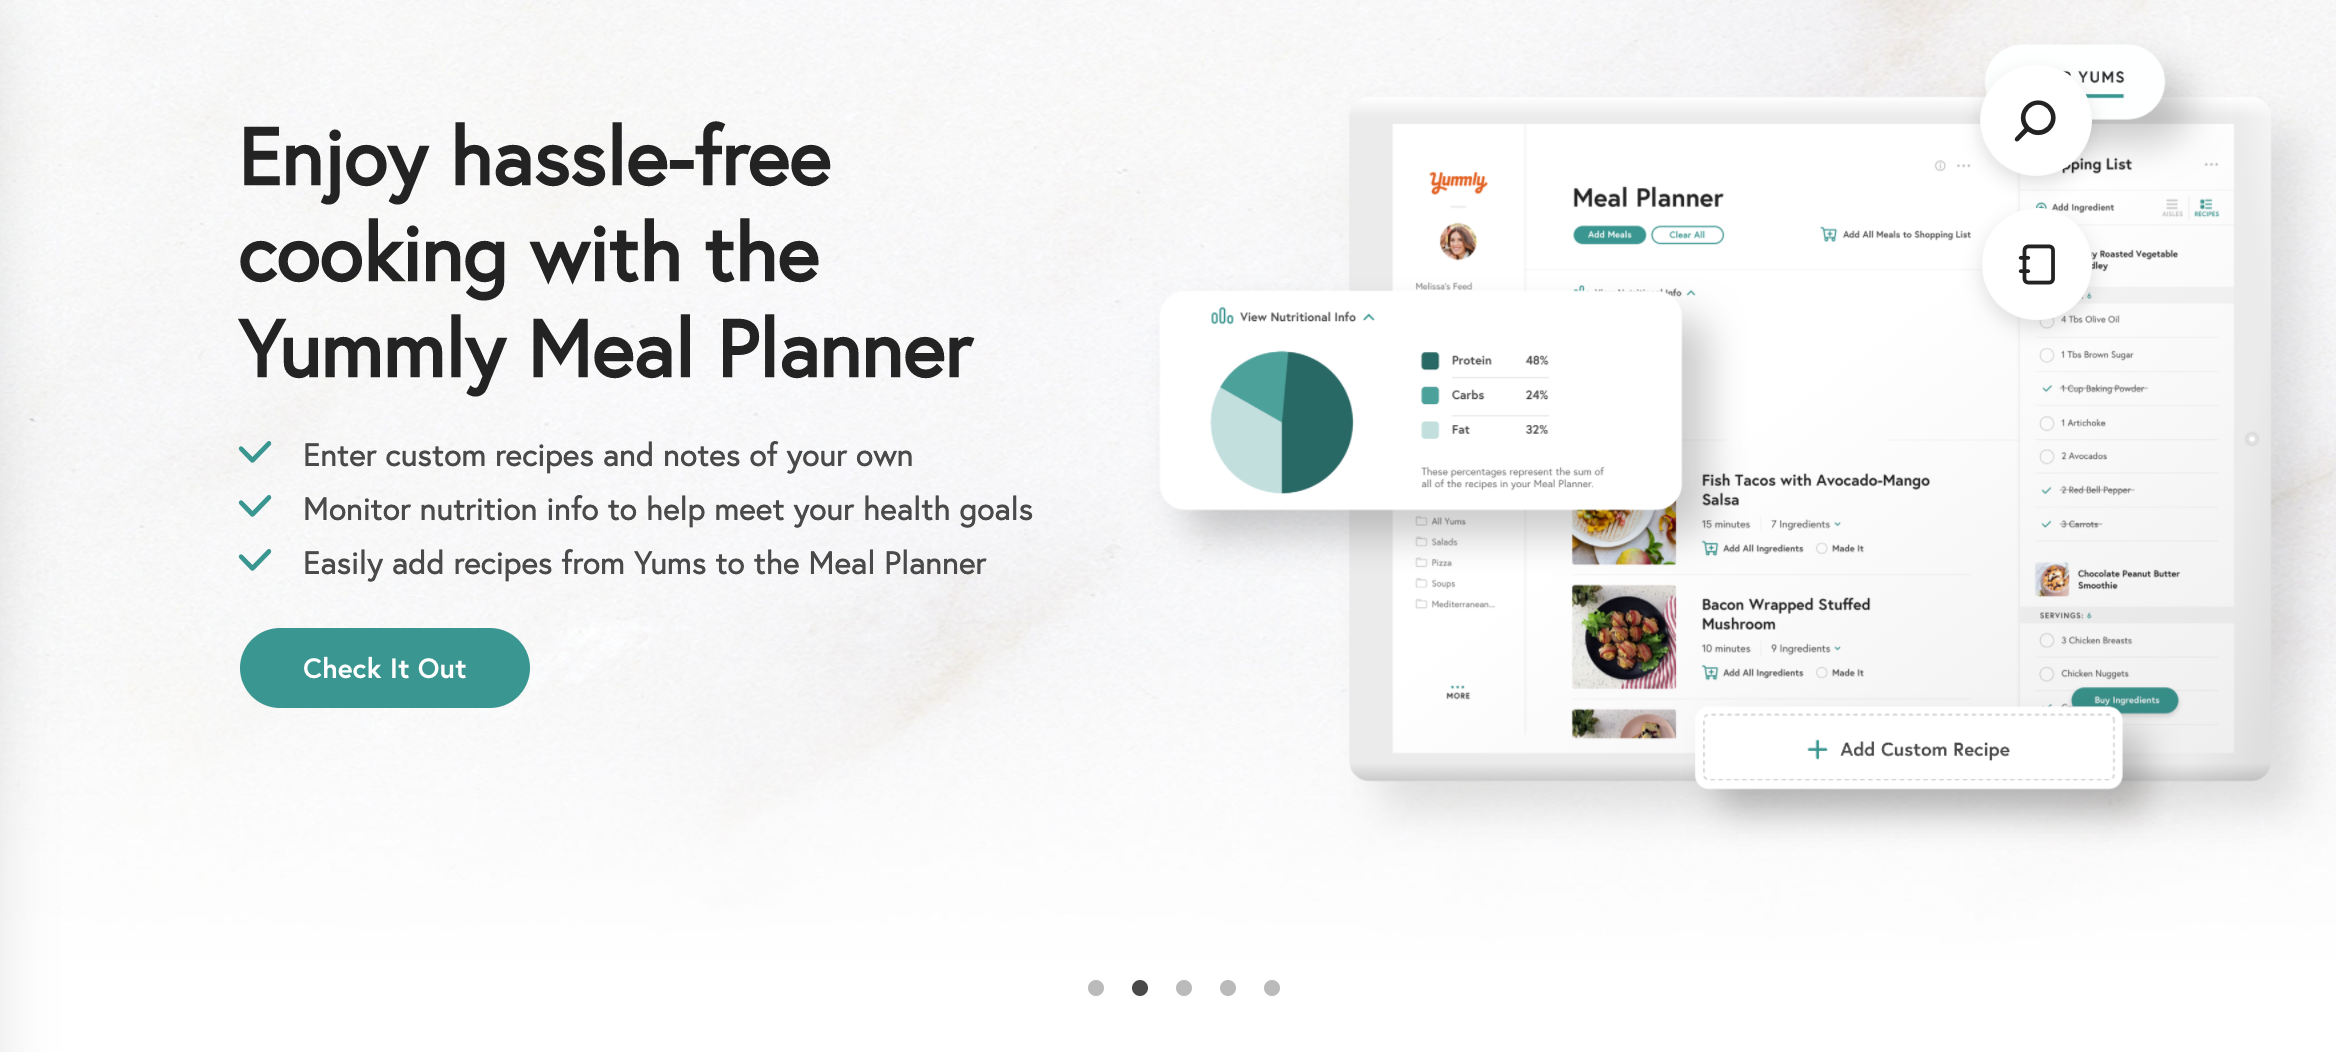 Enjoy hassle-free
cooking with the
Yummly Meal Planner
Enter custom recipes and notes of your own
Monitor nutrition info to help meet your health goals
Easily add recipes from Yums to the Meal Planner
Check It Out
YUMS
Yummly
Melissa's Feed
Meal Planner
Add Meals
Clear All
Add All Meals to Shopping List
View Nutritional Info
Protein 48%
Carbs 24%
Fat 32%
These percentages represent the sum of
all of the recipes in your Meal Planner.
All Yums
Salads
Pizza
Soups
Mediterranean...
MORE
Fish Tacos with Avocado-Mango
Salsa
15 minutes 7 Ingredients
Add All Ingredients Made It
Bacon Wrapped Stuffed
Mushroom
10 minutes 9 Ingredients
Add All Ingredients Made It
Add Custom Recipe
pping List
Add Ingredient
AISLES RECIPES
y Roasted Vegetable
dley
6
4 Tbs Olive Oil
1 Tbs Brown Sugar
1 Cup Baking Powder
1 Artichoke
2 Avocados
2 Red Bell Pepper
3 Carrots
Chocolate Peanut Butter
Smoothie
SERVINGS: 6
3 Chicken Breasts
Chicken Nuggets
Buy Ingredients